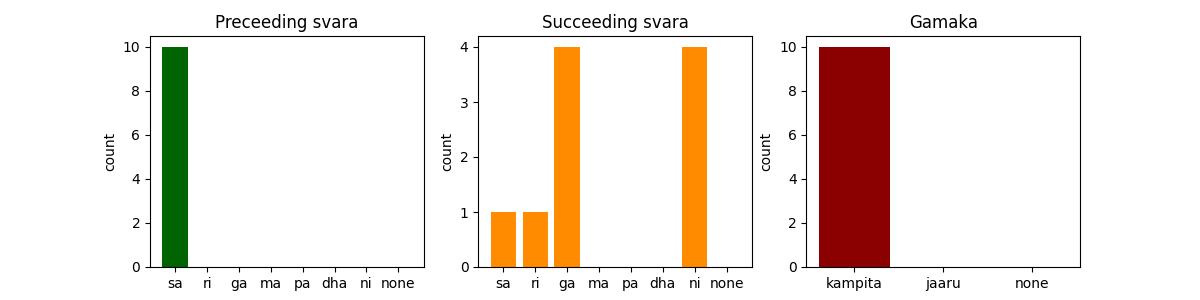 Preceeding svara
count
10
8
6
4
2
0
sa ri ga ma pa dha ni none
Succeeding svara
count
4
3
2
1
0
sa ri ga ma pa dha ni none
Gamaka
count
10
8
6
4
2
0
kampita jaaru none